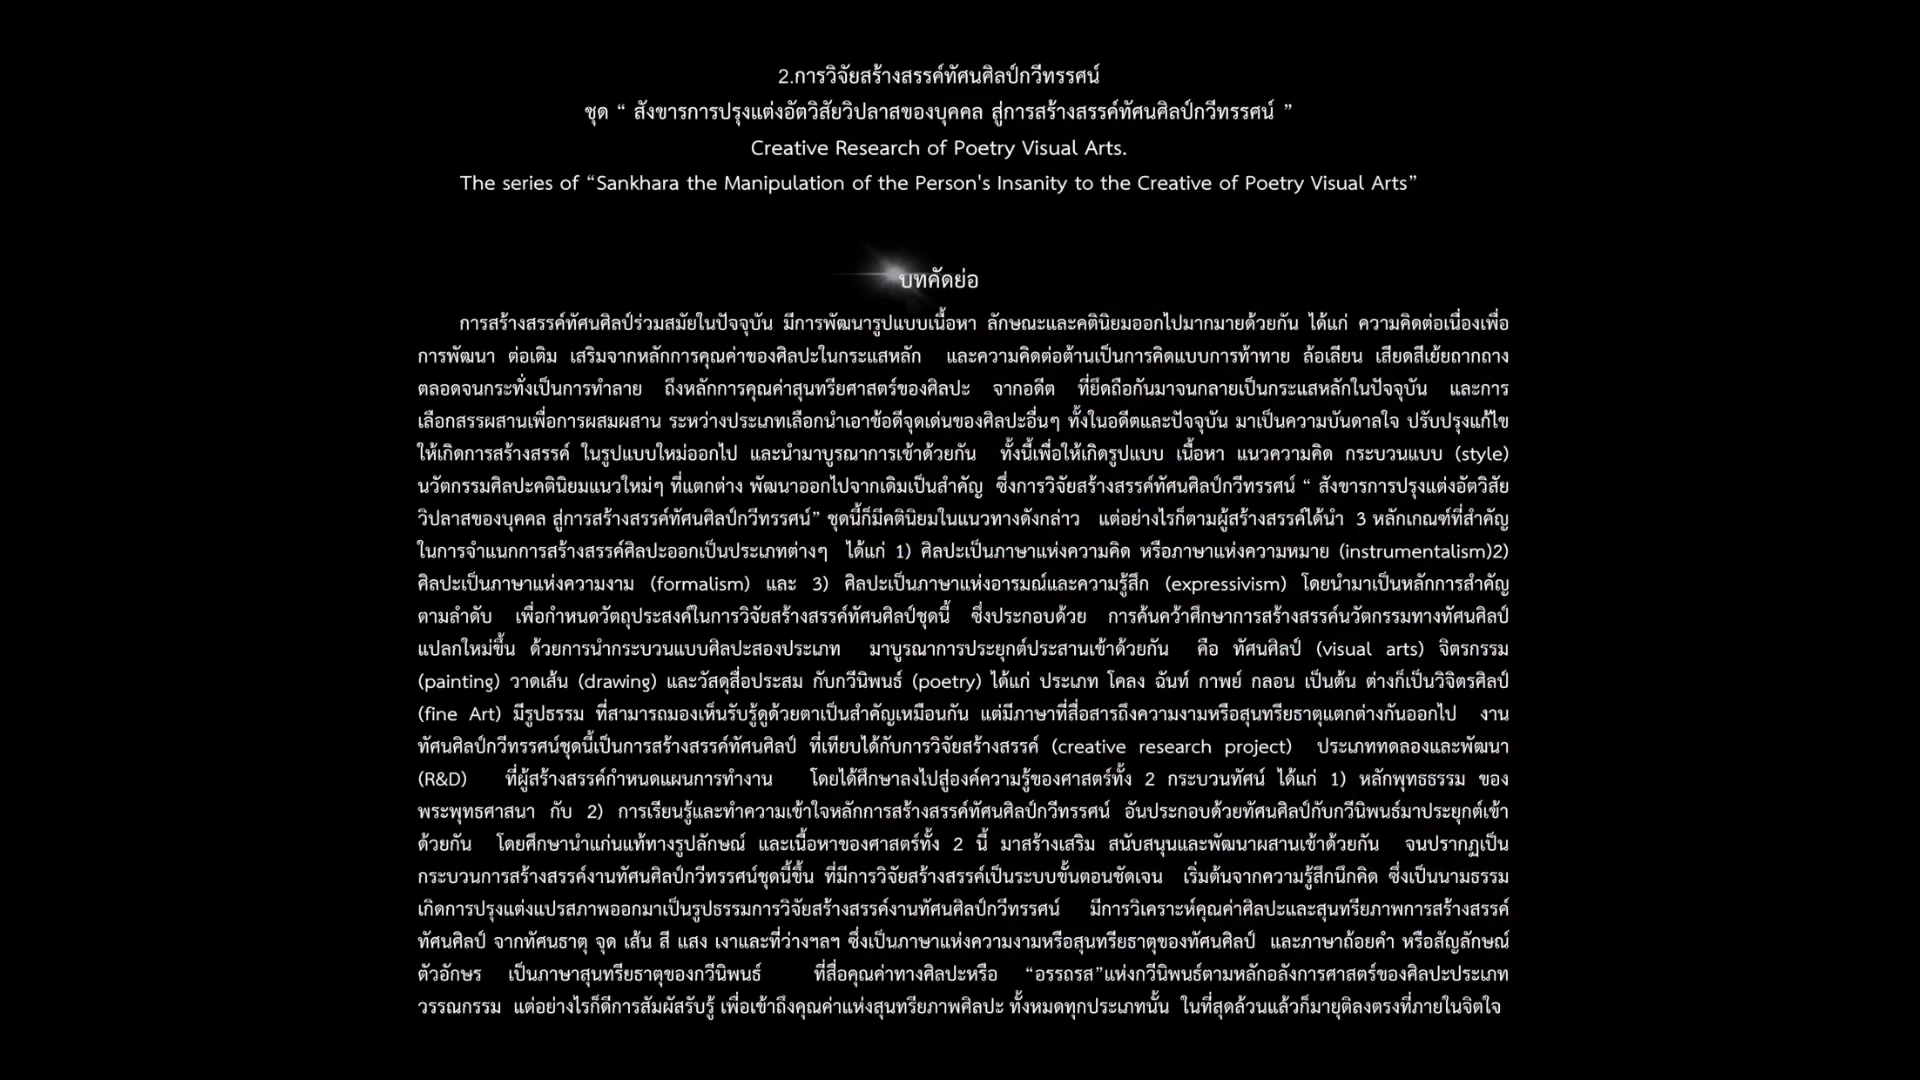 2.การวิจัยสร้างสรรค์ทัศนศิลป์กวีทรรศน์
ชุด “ สังขารการปรุงแต่งอัตวิสัยวิปลาสของบุคคล สู่การสร้างสรรค์ทัศนศิลป์กวีทรรศน์ ”
Creative Research of Poetry Visual Arts.
The series of “Sankhara the Manipulation of the Person's Insanity to the Creative of Poetry Visual Arts”
บทคัดย่อ
การสร้างสรรค์ทัศนศิลป์ร่วมสมัยในปัจจุบัน มีการพัฒนารูปแบบเนื้อหา ลักษณะและคตินิยมออกไปมากมายด้วยกัน ได้แก่ ความคิดต่อเนื่องเพื่อ
การพัฒนา ต่อเติม เสริมจากหลักการคุณค่าของศิลปะในกระแสหลัก และความคิดต่อต้านเป็นการคิดแบบการท้าทาย ล้อเลียน เสียดสีเย้ยถากถาง
ตลอดจนกระทั่งเป็นการทำลาย ถึงหลักการคุณค่าสุนทรียศาสตร์ของศิลปะ จากอดีต ที่ยึดถือกันมาจนกลายเป็นกระแสหลักในปัจจุบัน และการ
เลือกสรรผสานเพื่อการผสมผสาน ระหว่างประเภทเลือกนำเอาข้อดีจุดเด่นของศิลปะอื่นๆ ทั้งในอดีตและปัจจุบัน มาเป็นความบันดาลใจ ปรับปรุงแก้ไข
ให้เกิดการสร้างสรรค์ ในรูปแบบใหม่ออกไป และนำมาบูรณาการเข้าด้วยกัน ทั้งนี้เพื่อให้เกิดรูปแบบ เนื้อหา แนวความคิด กระบวนแบบ (style)
นวัตกรรมศิลปะคตินิยมแนวใหม่ๆ ที่แตกต่าง พัฒนาออกไปจากเดิมเป็นสำคัญ ซึ่งการวิจัยสร้างสรรค์ทัศนศิลป์กวีทรรศน์ “ สังขารการปรุงแต่งอัตวิสัย
วิปลาสของบุคคล สู่การสร้างสรรค์ทัศนศิลป์กวีทรรศน์” ชุดนี้ก็มีคตินิยมในแนวทางดังกล่าว แต่อย่างไรก็ตามผู้สร้างสรรค์ได้นำ 3 หลักเกณฑ์ที่สำคัญ
ในการจำแนกการสร้างสรรค์ศิลปะออกเป็นประเภทต่างๆ ได้แก่ 1) ศิลปะเป็นภาษาแห่งความคิด หรือภาษาแห่งความหมาย (instrumentalism)2)
ศิลปะเป็นภาษาแห่งความงาม (formalism) และ 3) ศิลปะเป็นภาษาแห่งอารมณ์และความรู้สึก (expressivism) โดยนำมาเป็นหลักการสำคัญ
ตามลำดับ เพื่อกำหนดวัตถุประสงค์ในการวิจัยสร้างสรรค์ทัศนศิลป์ชุดนี้ ซึ่งประกอบด้วย การค้นคว้าศึกษาการสร้างสรรค์นวัตกรรมทางทัศนศิลป์
แปลกใหม่ขึ้น ด้วยการนำกระบวนแบบศิลปะสองประเภท มาบูรณาการประยุกต์ประสานเข้าด้วยกัน คือ ทัศนศิลป์ (visual arts) จิตรกรรม
(painting) วาดเส้น (drawing) และวัสดุสื่อประสม กับกวีนิพนธ์ (poetry) ได้แก่ ประเภท โคลง ฉันท์ กาพย์ กลอน เป็นต้น ต่างก็เป็นวิจิตรศิลป์
(fine Art) มีรูปธรรม ที่สามารถมองเห็นรับรู้ดูด้วยตาเป็นสำคัญเหมือนกัน แต่มีภาษาที่สื่อสารถึงความงามหรือสุนทรียธาตุแตกต่างกันออกไป งาน
ทัศนศิลป์กวีทรรศน์ชุดนี้เป็นการสร้างสรรค์ทัศนศิลป์ ที่เทียบได้กับการวิจัยสร้างสรรค์ (creative research project) ประเภททดลองและพัฒนา
(R&D) ที่ผู้สร้างสรรค์กำหนดแผนการทำงาน โดยได้ศึกษาลงไปสู่องค์ความรู้ของศาสตร์ทั้ง 2 กระบวนทัศน์ ได้แก่ 1) หลักพุทธธรรม ของ
พระพุทธศาสนา กับ 2) การเรียนรู้และทำความเข้าใจหลักการสร้างสรรค์ทัศนศิลป์กวีทรรศน์ อันประกอบด้วยทัศนศิลป์กับกวีนิพนธ์มาประยุกต์เข้า
ด้วยกัน โดยศึกษานำแก่นแท้ทางรูปลักษณ์ และเนื้อหาของศาสตร์ทั้ง 2 นี้ มาสร้างเสริม สนับสนุนและพัฒนาผสานเข้าด้วยกัน จนปรากฏเป็น
กระบวนการสร้างสรรค์งานทัศนศิลป์กวีทรรศน์ชุดนี้ขึ้น ที่มีการวิจัยสร้างสรรค์เป็นระบบขั้นตอนชัดเจน เริ่มต้นจากความรู้สึกนึกคิด ซึ่งเป็นนามธรรม
เกิดการปรุงแต่งแปรสภาพออกมาเป็นรูปธรรมการวิจัยสร้างสรรค์งานทัศนศิลป์กวีทรรศน์ มีการวิเคราะห์คุณค่าศิลปะและสุนทรียภาพการสร้างสรรค์
ทัศนศิลป์ จากทัศนธาตุ จุด เส้น สี แสง เงาและที่ว่างฯลฯ ซึ่งเป็นภาษาแห่งความงามหรือสุนทรียธาตุของทัศนศิลป์ และภาษาถ้อยคำ หรือสัญลักษณ์
ตัวอักษร เป็นภาษาสุนทรียธาตุของกวีนิพนธ์ ที่สื่อคุณค่าทางศิลปะหรือ “อรรถรส”แห่งกวีนิพนธ์ตามหลักอลังการศาสตร์ของศิลปะประเภท
วรรณกรรม แต่อย่างไรก็ดีการสัมผัสรับรู้ เพื่อเข้าถึงคุณค่าแห่งสุนทรียภาพศิลปะ ทั้งหมดทุกประเภทนั้น ในที่สุดล้วนแล้วก็มายุติลงตรงที่ภายในจิตใจ